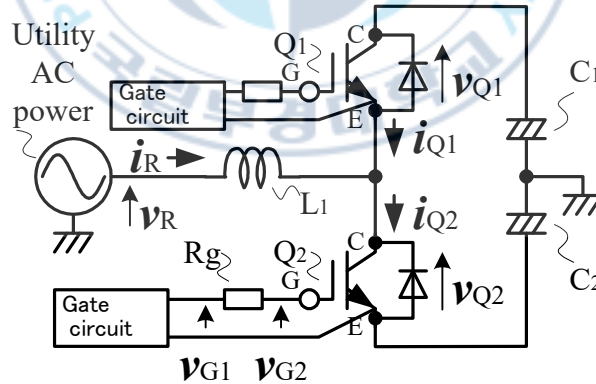 Utility
AC
power
Gate
circuit
Q1
G
C
E
vQ1
iQ1
C1
iR
L1
vR
iQ2
C2
Rg
Q2
G
C
E
vQ2
Gate
circuit
vG1
vG2